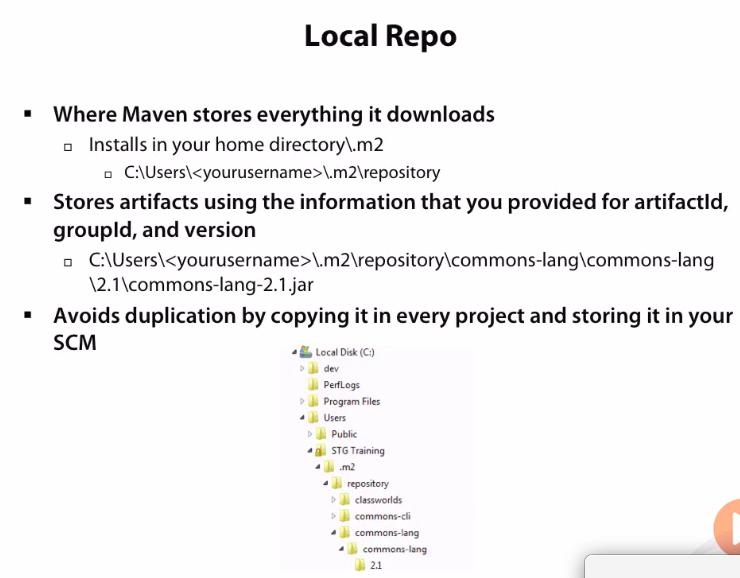 Local Repo
Where Maven stores everything it downloads
Installs in your home directory\.m2
C:\Users\<yourusername>\.m2\repository
Stores artifacts using the information that you provided for artifactId,
groupId, and version
C:\Users\<yourusername>\.m2\repository\commons-lang\commons-lang
\2.1\commons-lang-2.1.jar
Avoids duplication by copying it in every project and storing it in your
SCM
Local Disk (C:)
dev
PerfLogs
Program Files
Users
Public
STG Training
.m2
repository
classworlds
commons-cli
commons-lang
commons-lang
2.1